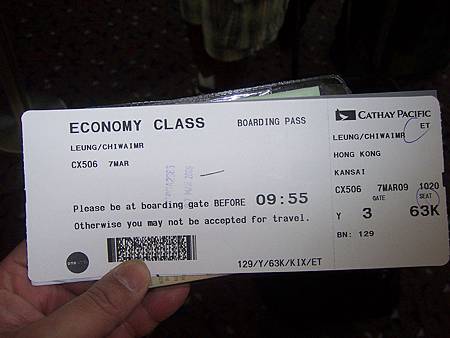 ECONOMY CLASS
BOARDING PASS
LEUNG/CHIWAIMR
CX506 7MAR
Please be at boarding gate BEFORE 09:55
Otherwise you may not be accepted for travel.
129/Y/63K/KIX/ET
CATHAY PACIFIC
ET
LEUNG/CHIWAIMR
HONG KONG
KANSAI
CX506 7MAR09 1020
GATE SEAT
Y 3 63K
BN: 129